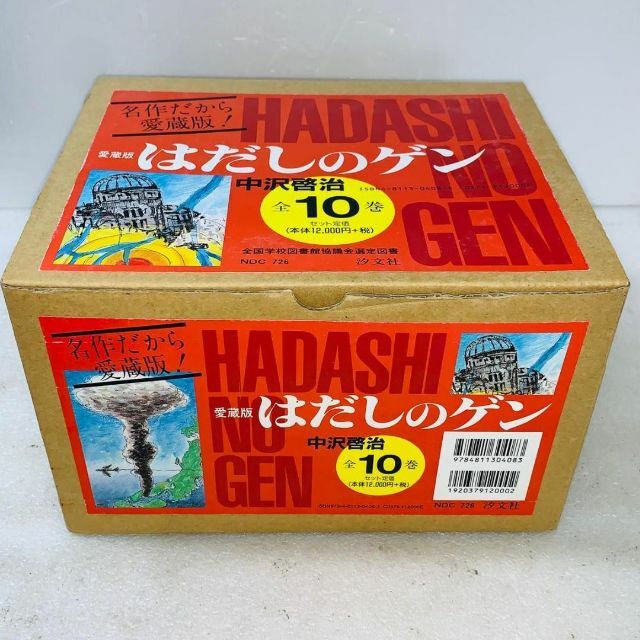 名作だから
愛蔵版!
HADASHI
NO
GEN
愛蔵版 はだしのゲン
中沢啓治
全10巻
セット定価
(本体12,000円+税)
全国学校図書館協議会選定図書
NDC 726 汐文社
名作だから
愛蔵版!
HADASHI
NO
GEN
愛蔵版 はだしのゲン
中沢啓治
全10巻
セット定価
(本体12,000円+税)
9784811304083
1920379120002
NDC 726 汐文社